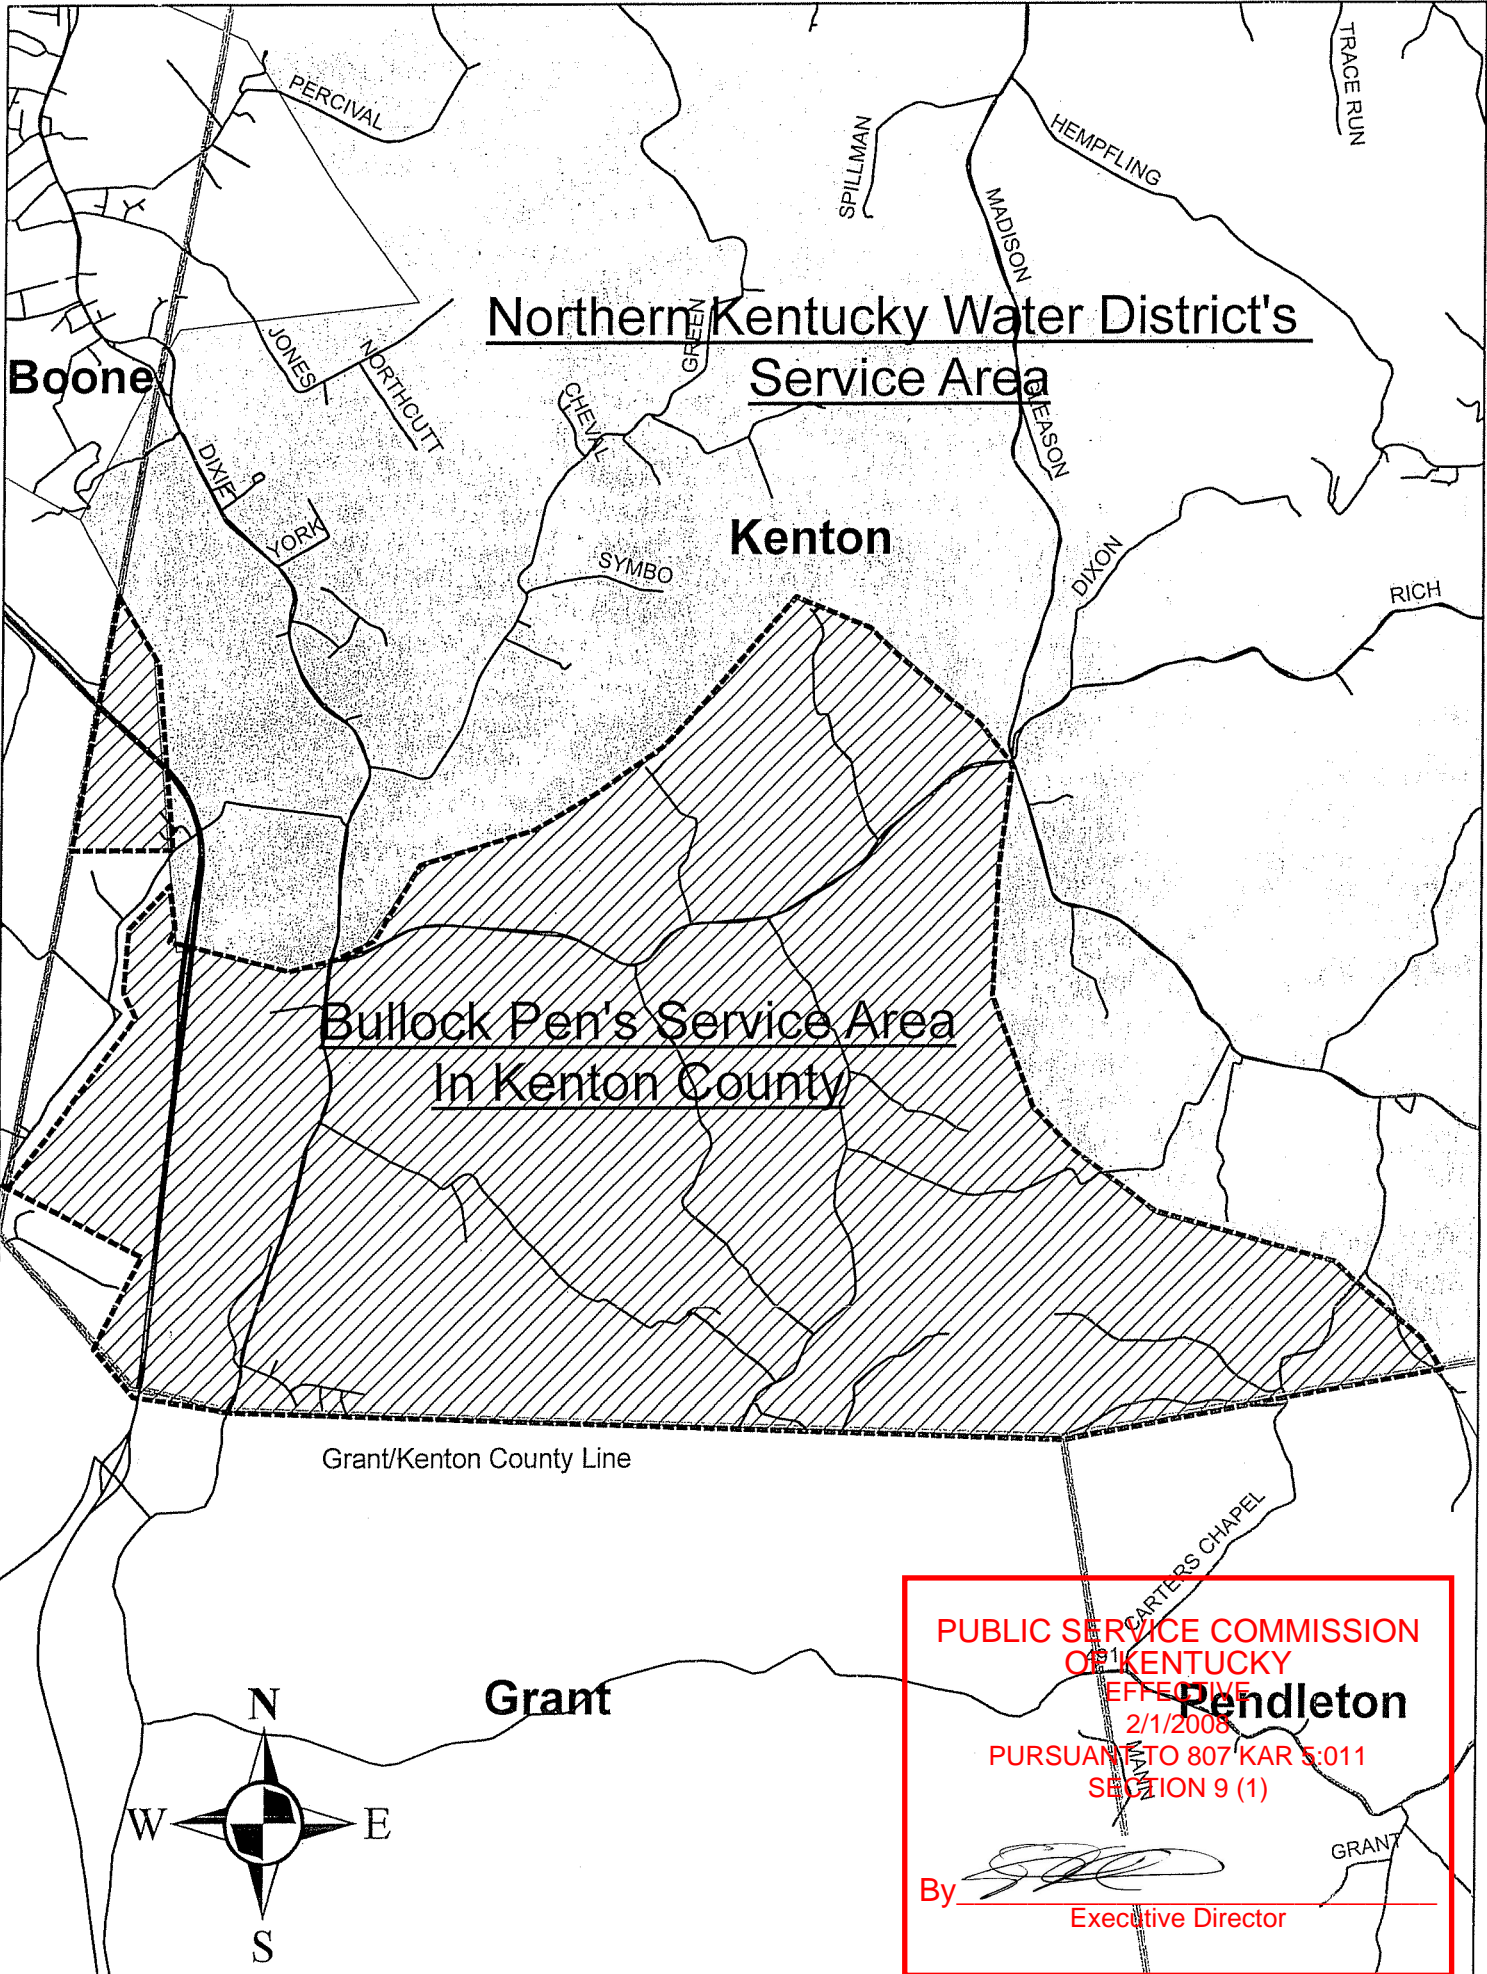 TRACE RUN
PERCIVAL
SPILLMAN
HEMPFLING
MADISON
Northern Kentucky Water District's
Service Area
GREEN
JONES
NORTHCUTT
Boone
CHEVAL
GLEASON
DIXIE
YORK
Kenton
SYMBO
DIXON
RICH
Bullock Pen's Service Area
In Kenton County
Grant/Kenton County Line
CARTERS CHAPEL
PUBLIC SERVICE COMMISSION
OF KENTUCKY
491
EFFECTIVE
Pendleton
2/1/2008
PURSUANT TO 807 KAR 5:011
SECTION 9 (1)
MANN
Grant
N
W
E
S
GRANT
By
Executive Director